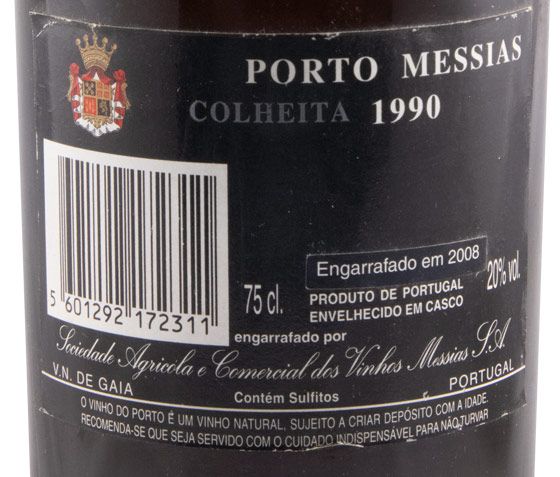 PORTO MESSIAS
COLHEITA 1990
Engarrafado em 2008
75 cl.
PRODUTO DE PORTUGAL
ENVELHECIDO EM CASCO
20% vol.
5 601292 172311
engarrafado por
Sociedade Agricola e Comercial dos Vinhos Messias S.A
V.N. DE GAIA
PORTUGAL
Contém Sulfitos
O VINHO DO PORTO É UM VINHO NATURAL, SUJEITO A CRIAR DEPÓSITO COM A IDADE.
RECOMENDA-SE QUE SEJA SERVIDO COM O CUIDADO INDISPENSÁVEL PARA NÃO TURVAR